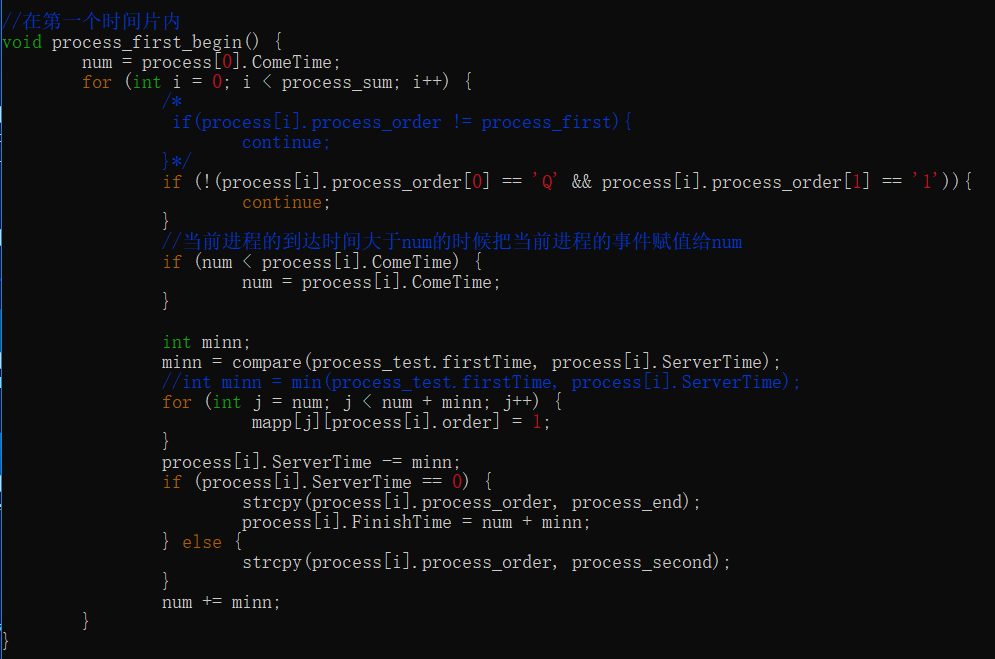 //在第一个时间片内
void process_first_begin() {
        num = process[0].ComeTime;
        for (int i = 0; i < process_sum; i++) {
                /*
                 if(process[i].process_order != process_first){
                        continue;
                }*/
                if (!(process[i].process_order[0] == 'Q' && process[i].process_order[1] == '1')){
                        continue;
                }
                //当前进程的到达时间大于num的时候把当前进程的事件赋值给num
                if (num < process[i].ComeTime) {
                        num = process[i].ComeTime;
                }

                int minn;
                minn = compare(process_test.firstTime, process[i].ServerTime);
                //int minn = min(process_test.firstTime, process[i].ServerTime);
                for (int j = num; j < num + minn; j++) {
                         mapp[j][process[i].order] = 1;
                }
                process[i].ServerTime -= minn;
                if (process[i].ServerTime == 0) {
                        strcpy(process[i].process_order, process_end);
                        process[i].FinishTime = num + minn;
                } else {
                        strcpy(process[i].process_order, process_second);
                }
                num += minn;
        }
}